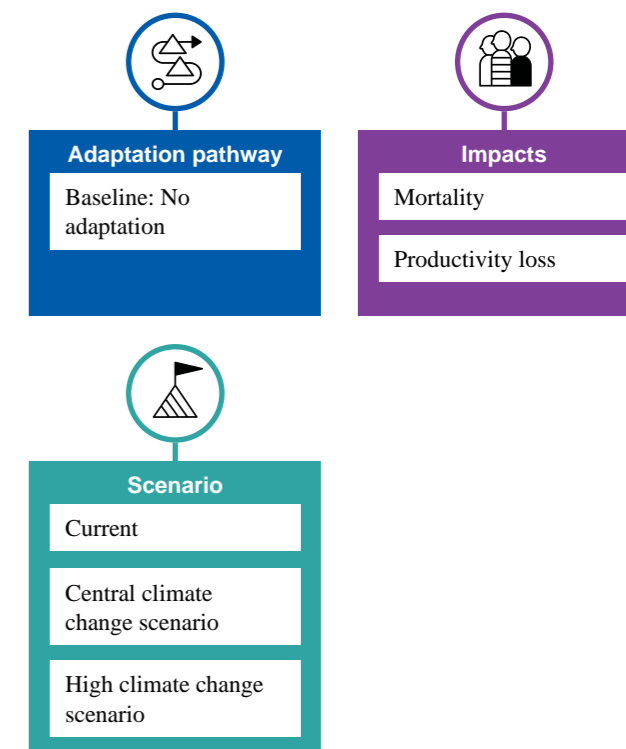 Adaptation pathway
Baseline: No
adaptation
Impacts
Mortality
Productivity loss
Scenario
Current
Central climate
change scenario
High climate change
scenario